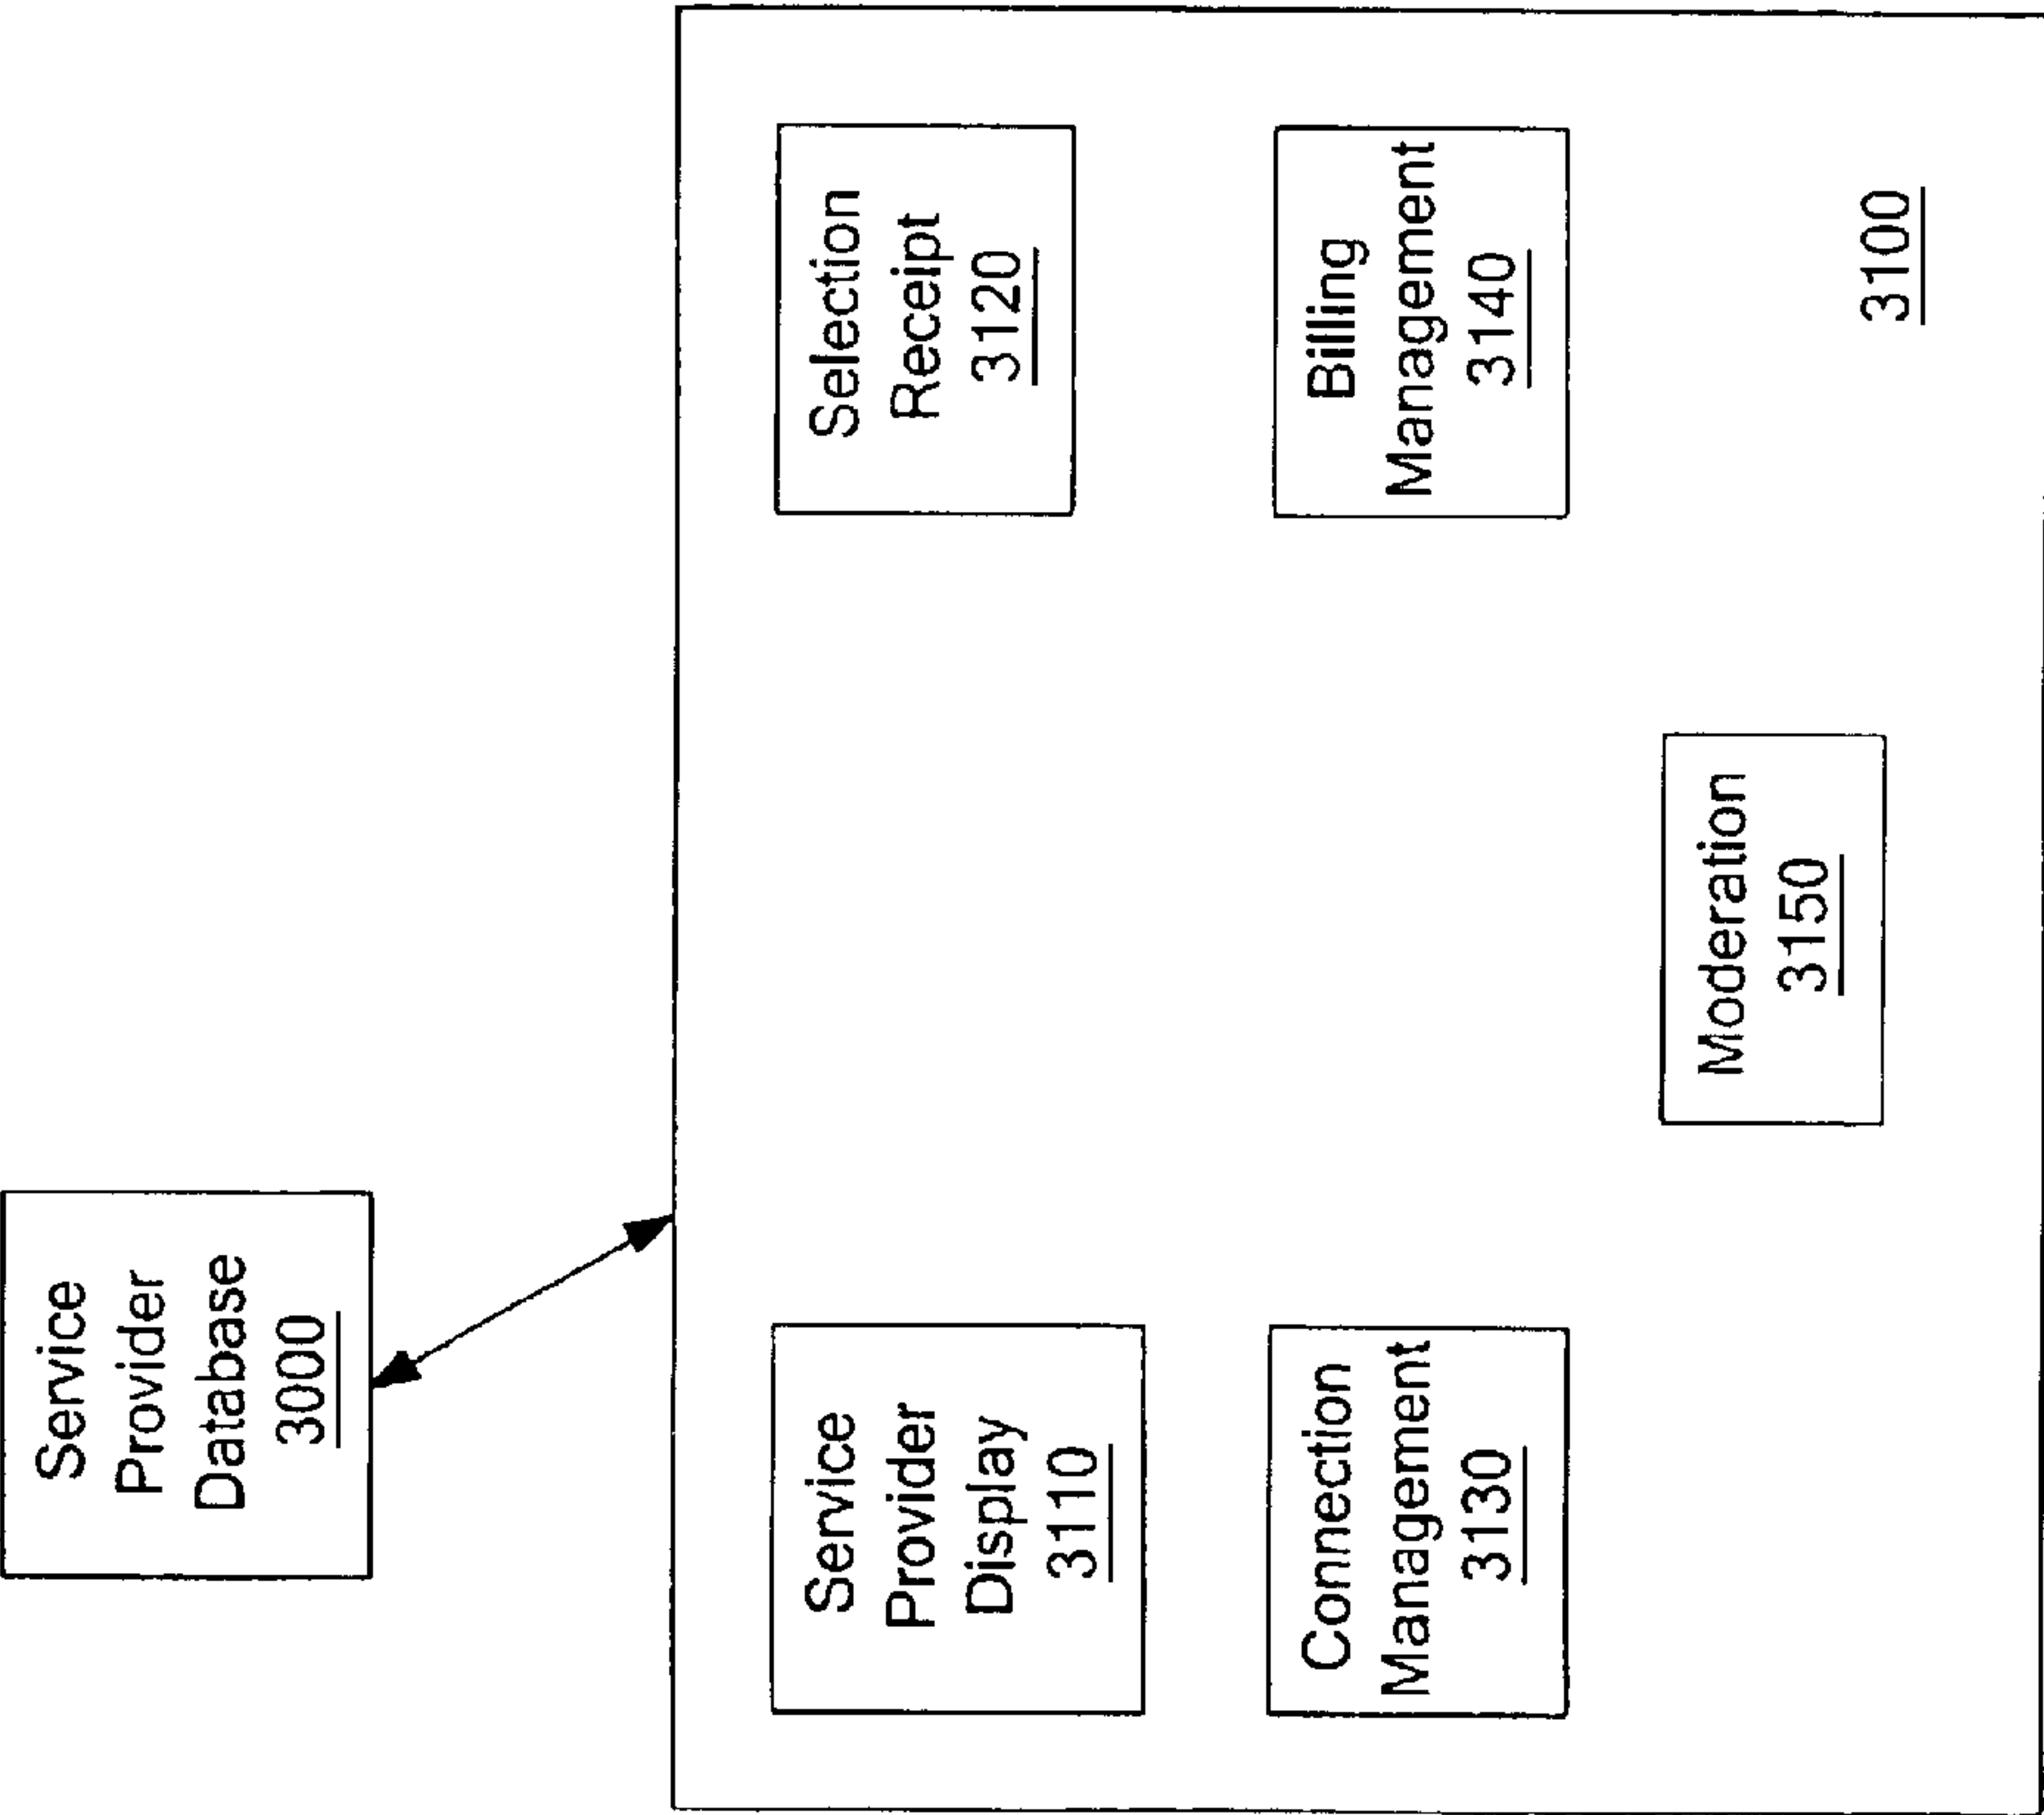 Service
Provider
Database
3000
Service
Provider
Display
3110
Selection
Receipt
3120
Connection
Management
3130
Billing
Management
3140
Moderation
3150
3100